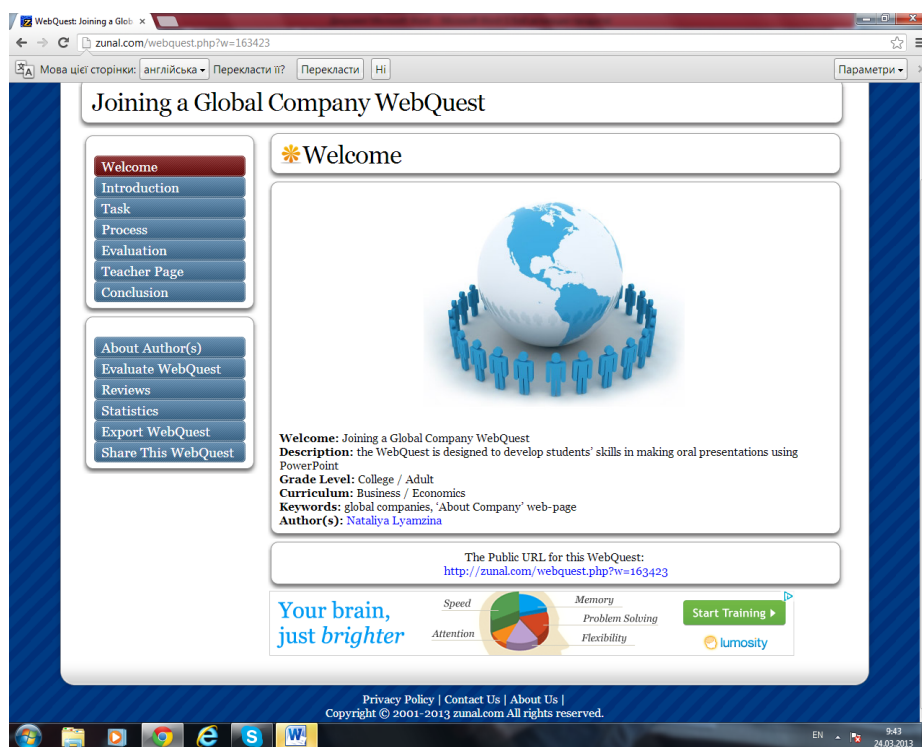 WebQuest: Joining a Glob
zunal.com/webquest.php?w=163423
Мова цієї сторінки: англійська Перекласти її? Перекласти Ні Параметри
Joining a Global Company WebQuest
Welcome
Introduction
Task
Process
Evaluation
Teacher Page
Conclusion
About Author(s)
Evaluate WebQuest
Reviews
Statistics
Export WebQuest
Share This WebQuest
Welcome
Welcome: Joining a Global Company WebQuest
Description: the WebQuest is designed to develop students' skills in making oral presentations using
PowerPoint
Grade Level: College / Adult
Curriculum: Business / Economics
Keywords: global companies, 'About Company' web-page
Author(s): Nataliya Lyamzina
The Public URL for this WebQuest:
http://zunal.com/webquest.php?w=163423
Your brain,
just brighter
Speed
Attention
Memory
Problem Solving
Flexibility
Start Training
lumosity
Privacy Policy | Contact Us | About Us |
Copyright © 2001-2013 zunal.com All rights reserved.
EN
9:43
24.03.2013